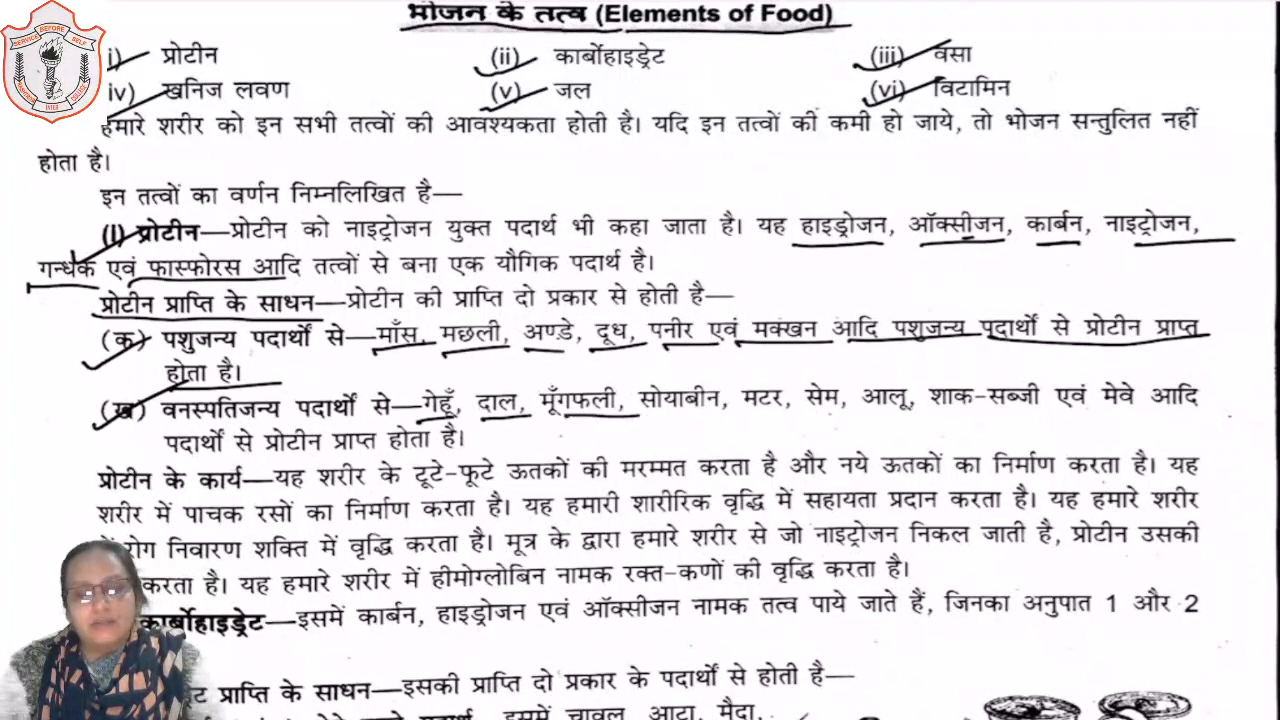 भोजन के तत्व (Elements of Food)
i) प्रोटीन (ii) कार्बोहाइड्रेट (iii) वसा
iv) खनिज लवण (v) जल (vi) विटामिन
हमारे शरीर को इन सभी तत्वों की आवश्यकता होती है। यदि इन तत्वों की कमी हो जाये, तो भोजन सन्तुलित नहीं
होता है।
इन तत्वों का वर्णन निम्नलिखित है—
(i) प्रोटीन—प्रोटीन को नाइट्रोजन युक्त पदार्थ भी कहा जाता है। यह हाइड्रोजन, ऑक्सीजन, कार्बन, नाइट्रोजन,
गन्धक एवं फास्फोरस आदि तत्वों से बना एक यौगिक पदार्थ है।
प्रोटीन प्राप्ति के साधन—प्रोटीन की प्राप्ति दो प्रकार से होती है—
(क) पशुजन्य पदार्थों से—माँस, मछली, अण्डे, दूध, पनीर एवं मक्खन आदि पशुजन्य पदार्थों से प्रोटीन प्राप्त
होता है।
(ख) वनस्पतिजन्य पदार्थों से—गेहूँ, दाल, मूँगफली, सोयाबीन, मटर, सेम, आलू, शाक-सब्जी एवं मेवे आदि
पदार्थों से प्रोटीन प्राप्त होता है।
प्रोटीन के कार्य—यह शरीर के टूटे-फूटे ऊतकों की मरम्मत करता है और नये ऊतकों का निर्माण करता है। यह
शरीर में पाचक रसों का निर्माण करता है। यह हमारी शारीरिक वृद्धि में सहायता प्रदान करता है। यह हमारे शरीर
रोग निवारण शक्ति में वृद्धि करता है। मूत्र के द्वारा हमारे शरीर से जो नाइट्रोजन निकल जाती है, प्रोटीन उसकी
करता है। यह हमारे शरीर में हीमोग्लोबिन नामक रक्त-कणों की वृद्धि करता है।
कार्बोहाइड्रेट—इसमें कार्बन, हाइड्रोजन एवं ऑक्सीजन नामक तत्व पाये जाते हैं, जिनका अनुपात 1 और 2
प्राप्ति के साधन—इसकी प्राप्ति दो प्रकार के पदार्थों से होती है—
इसमें चावल, आटा, मैदा,
SERVICE BEFORE SELF